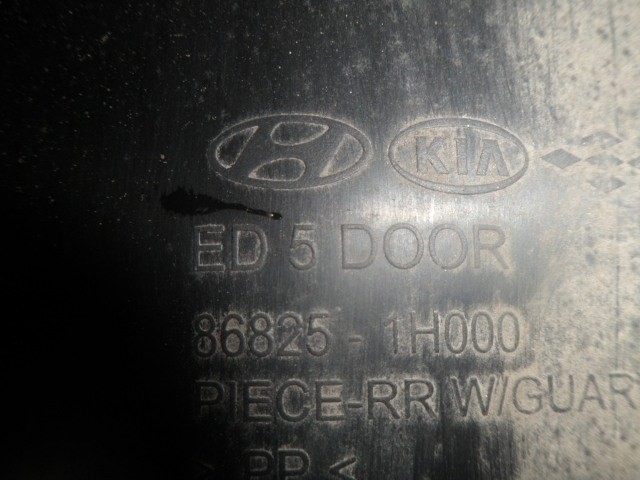 KIA
ED 5 DOOR
86825 - 1H000
PIECE-RR W/GUAR
> PP <